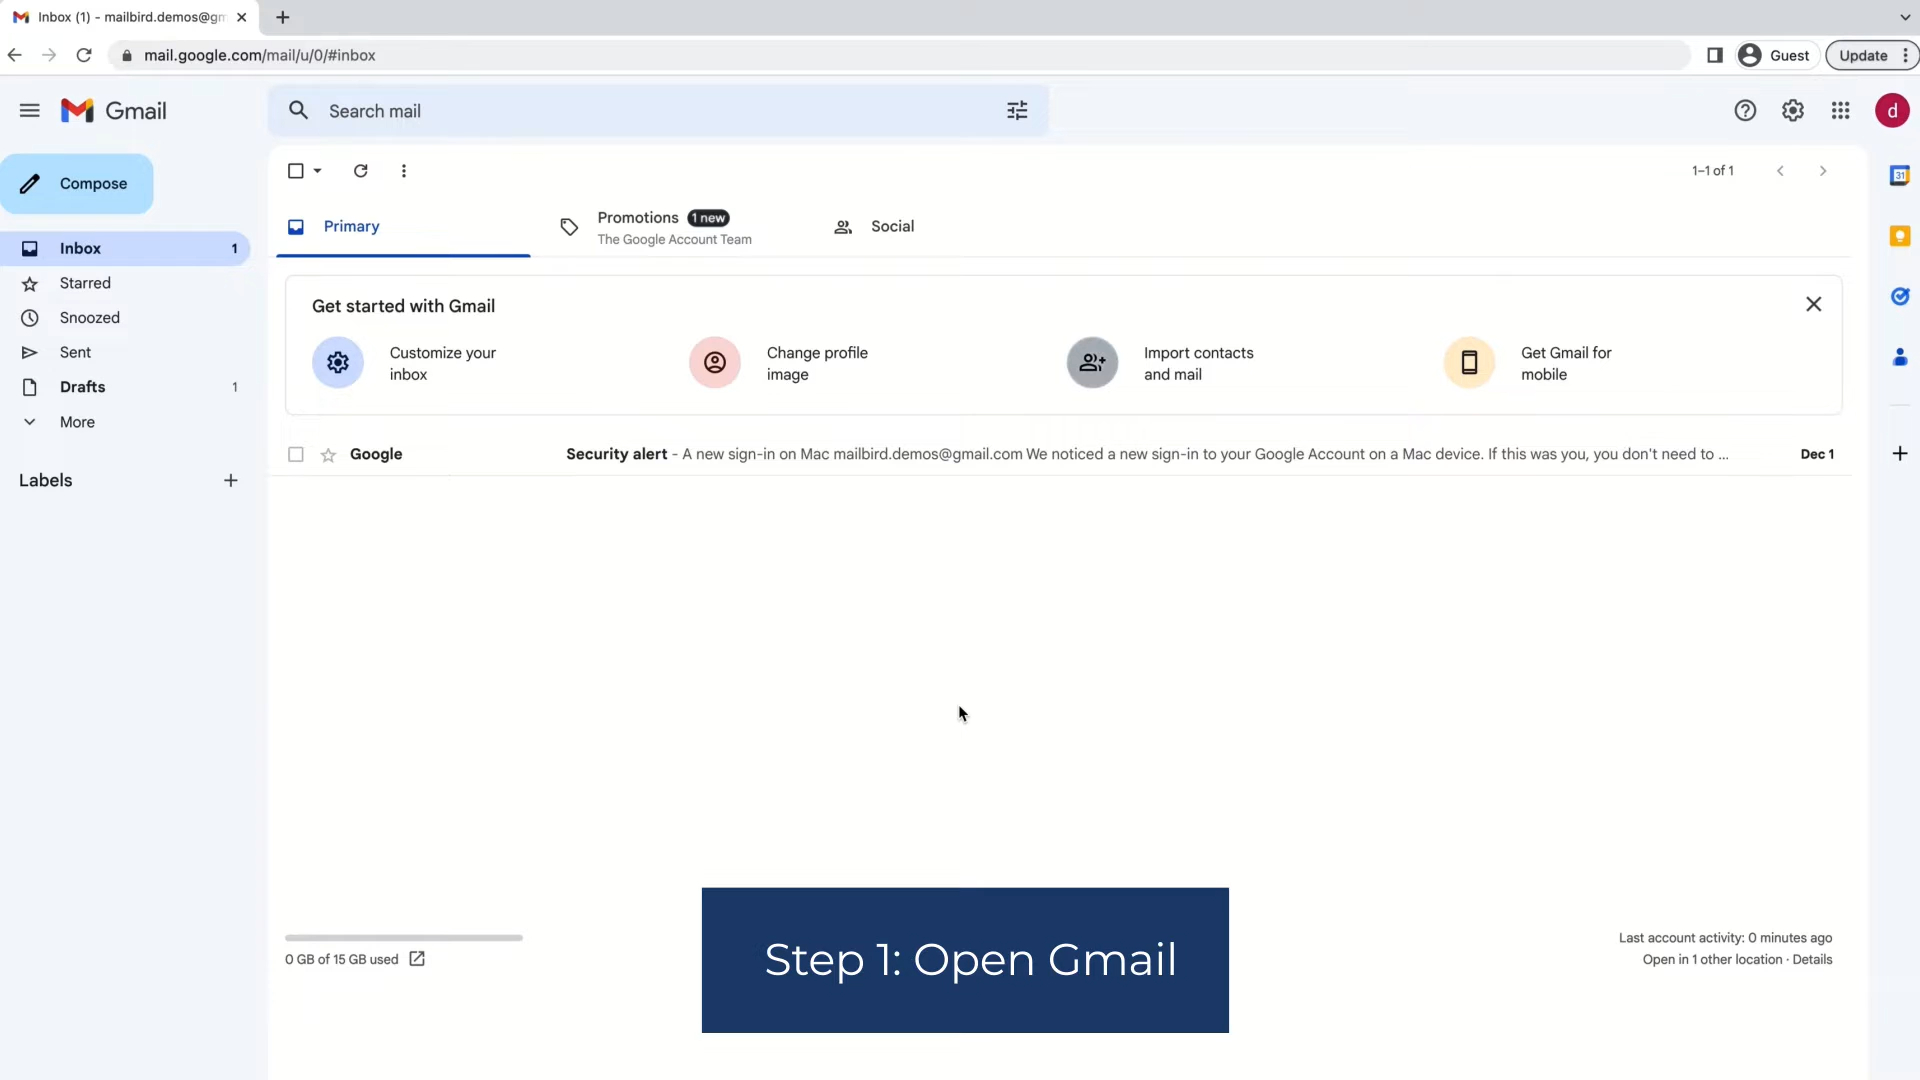 Inbox (1) - mailbird.demos@gm
mail.google.com/mail/u/0/#inbox
Guest
Update
Gmail
Search mail
d
Compose
1–1 of 1
31
Inbox 1
Starred
Snoozed
Sent
Drafts 1
More
Labels
Primary
Promotions 1 new
The Google Account Team
Social
Get started with Gmail
Customize your
inbox
Change profile
image
Import contacts
and mail
Get Gmail for
mobile
Google Security alert - A new sign-in on Mac mailbird.demos@gmail.com We noticed a new sign-in to your Google Account on a Mac device. If this was you, you don't need to ... Dec 1
0 GB of 15 GB used
Step 1: Open Gmail
Last account activity: 0 minutes ago
Open in 1 other location · Details